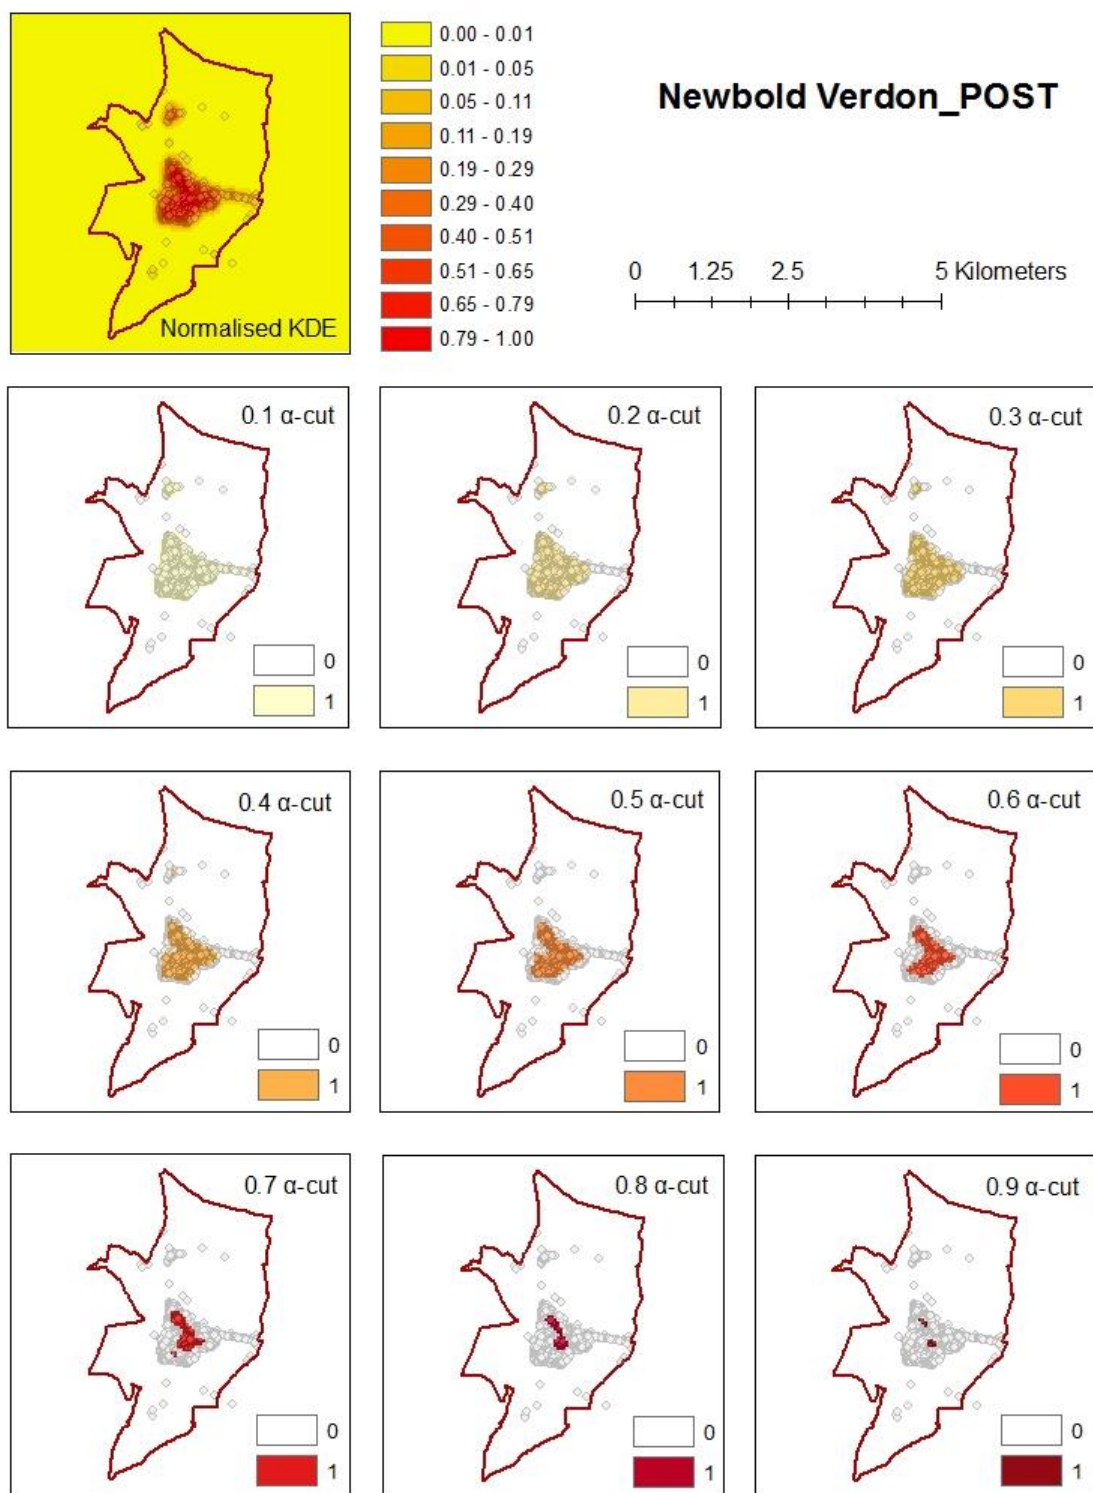 0.00 - 0.01
0.01 - 0.05
0.05 - 0.11
0.11 - 0.19
0.19 - 0.29
0.29 - 0.40
0.40 - 0.51
0.51 - 0.65
0.65 - 0.79
0.79 - 1.00
Normalised KDE
Newbold Verdon_POST
0 1.25 2.5 5 Kilometers
0.1 α-cut
0
1
0.2 α-cut
0
1
0.3 α-cut
0
1
0.4 α-cut
0
1
0.5 α-cut
0
1
0.6 α-cut
0
1
0.7 α-cut
0
1
0.8 α-cut
0
1
0.9 α-cut
0
1